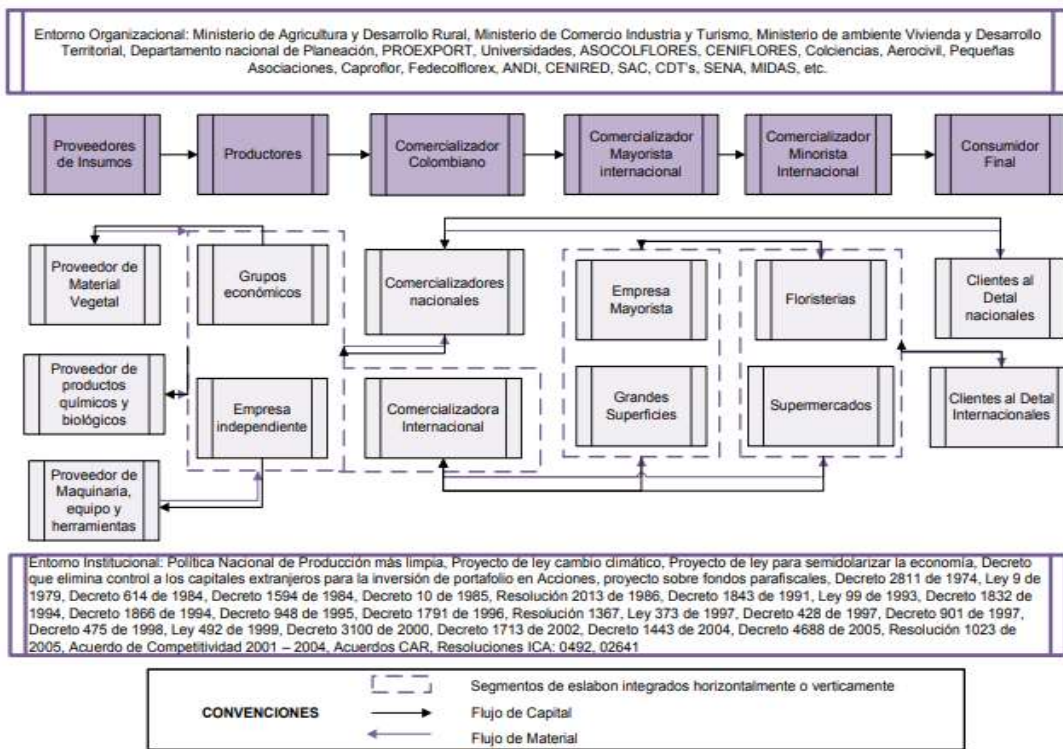 Entorno Organizacional: Ministerio de Agricultura y Desarrollo Rural, Ministerio de Comercio Industria y Turismo, Ministerio de ambiente Vivienda y Desarrollo
Territorial, Departamento nacional de Planeación, PROEXPORT, Universidades, ASOCOLFLORES, CENIFLORES, Colciencias, Aerocivil, Pequeñas
Asociaciones, Caproflor, Fedecolflorex, ANDI, CENIRED, SAC, CDT's, SENA, MIDAS, etc.
Proveedores
de Insumos
Productores
Comercializador
Colombiano
Comercializador
Mayorista
internacional
Comercializador
Minorista
Internacional
Consumidor
Final
Proveedor de
Material
Vegetal
Grupos
económicos
Comercializadores
nacionales
Empresa
Mayorista
Floristerias
Clientes al
Detal
nacionales
Proveedor de
productos
químicos y
biológicos
Empresa
independiente
Comercializadora
Internacional
Grandes
Superficies
Supermercados
Clientes al Detal
Internacionales
Proveedor de
Maquinaría,
equipo y
herramientas
Entorno Institucional: Política Nacional de Producción más limpia, Proyecto de ley cambio climático, Proyecto de ley para semidolarizar la economía, Decreto
que elimina control a los capitales extranjeros para la inversión de portafolio en Acciones, proyecto sobre fondos parafiscales, Decreto 2811 de 1974, Ley 9 de
1979, Decreto 614 de 1984, Decreto 1594 de 1984, Decreto 10 de 1985, Resolución 2013 de 1986, Decreto 1843 de 1991, Ley 99 de 1993, Decreto 1832 de
1994, Decreto 1866 de 1994, Decreto 948 de 1995, Decreto 1791 de 1996, Resolución 1367, Ley 373 de 1997, Decreto 428 de 1997, Decreto 901 de 1997,
Decreto 475 de 1998, Ley 492 de 1999, Decreto 3100 de 2000, Decreto 1713 de 2002, Decreto 1443 de 2004, Decreto 4688 de 2005, Resolución 1023 de
2005, Acuerdo de Competitividad 2001 – 2004, Acuerdos CAR, Resoluciones ICA: 0492, 02641
CONVENCIONES
Segmentos de eslabon integrados horizontalmente o verticamente
Flujo de Capital
Flujo de Material